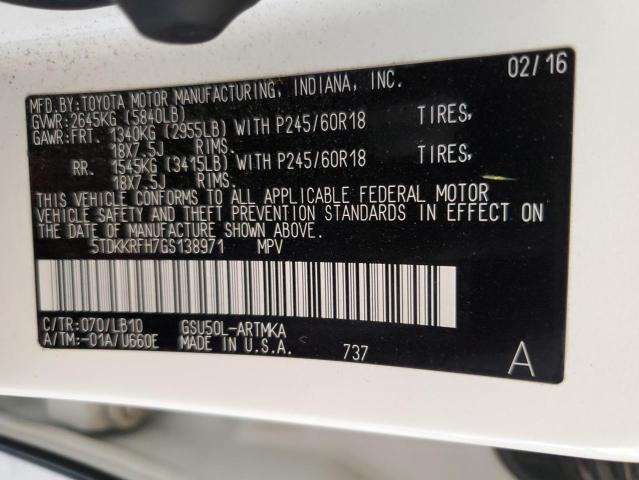 02/16
MFD.BY:TOYOTA MOTOR MANUFACTURING, INDIANA, INC.
GVWR:2645KG (5840LB)
GAWR:FRT. 1340KG (2955LB) WITH P245/60R18 TIRES,
18X7.5J RIMS.
RR. 1545KG (3415LB) WITH P245/60R18 TIRES,
18X7.5J RIMS.
THIS VEHICLE CONFORMS TO ALL APPLICABLE FEDERAL MOTOR
VEHICLE SAFETY AND THEFT PREVENTION STANDARDS IN EFFECT ON
THE DATE OF MANUFACTURE SHOWN ABOVE.
5TDKKRFH7GS138971 MPV
C/TR:070/LB10 GSU50L-ARTMKA
A/TM:-01A/U660E MADE IN U.S.A. 737 A